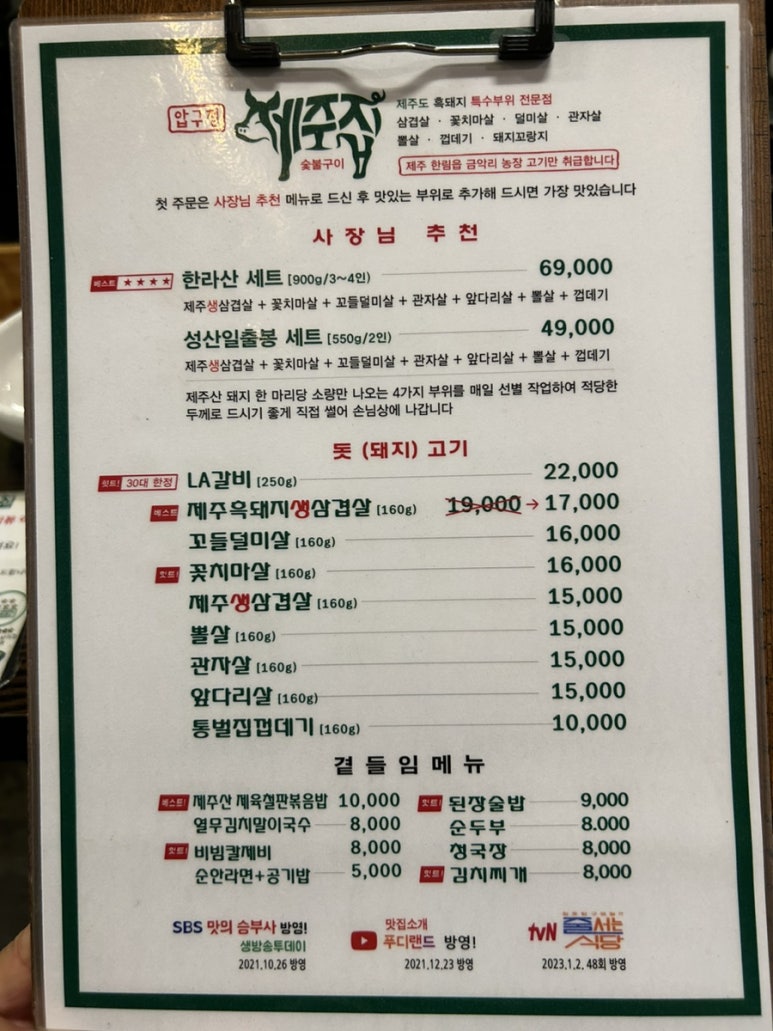 압구정
제주집
숯불구이
제주도 흑돼지 특수부위 전문점
삼겹살 · 꽃치마살 · 덜미살 · 관자살
뽈살 · 껍데기 · 돼지꼬랑지
제주 한림읍 금악리 농장 고기만 취급합니다
첫 주문은 사장님 추천 메뉴로 드신 후 맛있는 부위로 추가해 드시면 가장 맛있습니다
사장님 추천
베스트 ★★★★ 한라산 세트 [900g/3~4인] 69,000
제주생삼겹살 + 꽃치마살 + 꼬들덜미살 + 관자살 + 앞다리살 + 뽈살 + 껍데기
성산일출봉 세트 [550g/2인] 49,000
제주생삼겹살 + 꽃치마살 + 꼬들덜미살 + 관자살 + 앞다리살 + 뽈살 + 껍데기
제주산 돼지 한 마리당 소량만 나오는 4가지 부위를 매일 선별 작업하여 적당한
두께로 드시기 좋게 직접 썰어 손님상에 나갑니다
돗 (돼지) 고기
힛트! 30대 한정 LA갈비 [250g] 22,000
베스트 제주흑돼지생삼겹살 [160g] 19,000 → 17,000
꼬들덜미살 [160g] 16,000
힛트! 꽃치마살 [160g] 16,000
제주생삼겹살 [160g] 15,000
뽈살 [160g] 15,000
관자살 [160g] 15,000
앞다리살 [160g] 15,000
통벌집껍데기 [160g] 10,000
곁들임메뉴
베스트! 제주산 제육철판볶음밥 10,000
열무김치말이국수 8,000
힛트! 비빔칼제비 8,000
순안라면+공기밥 5,000
힛트! 된장술밥 9,000
순두부 8.000
청국장 8,000
힛트! 김치찌개 8,000
SBS 맛의 승부사 방영!
생방송투데이
2021.10.26 방영
맛집소개
푸디랜드 방영!
2021.12.23 방영
tvN 줄서는
식당
2023.1.2. 48회 방영